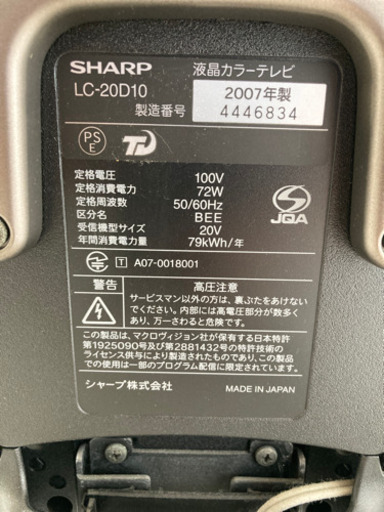 SHARP 液晶カラーテレビ
LC-20D10 2007年製
製造番号 4446834
PS
E
定格電圧 100V
定格消費電力 72W
定格周波数 50/60Hz
区分名 BEE
受信機型サイズ 20V
年間消費電力量 79kWh/年
JQA
T A07-0018001
警告 高圧注意
サービスマン以外の方は、裏ぶたをあけない
でください。内部には高電圧部分が数多く
あり、万一さわると危険です。
この製品は、マクロヴィジョン社が保有する日本特許
第1925090号及び第2881432号の特許技術の
ライセンス供与により製造されたものであり、この製品
での使用は一部のプログラム配信に限定されています。
シャープ株式会社 MADE IN JAPAN